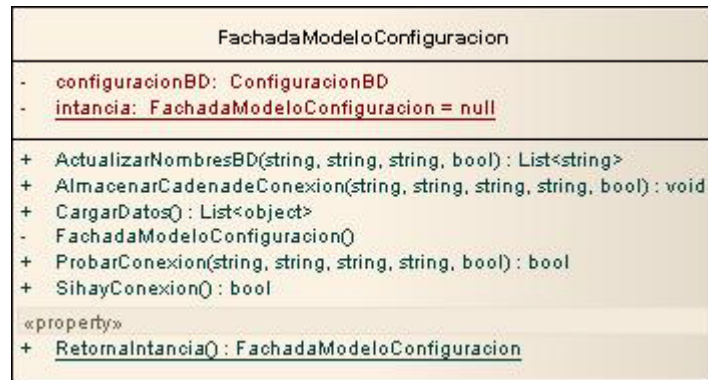 FachadaModeloConfiguracion
- configuracionBD: ConfiguracionBD
- intancia: FachadaModeloConfiguracion = null
+ ActualizarNombresBD(string, string, string, bool) : List<string>
+ AlmacenarCadenadeConexion(string, string, string, string, bool) : void
+ CargarDatos() : List<object>
- FachadaModeloConfiguracion()
+ ProbarConexion(string, string, string, string, bool) : bool
+ SihayConexion() : bool
«property»
+ RetornaIntancia() : FachadaModeloConfiguracion